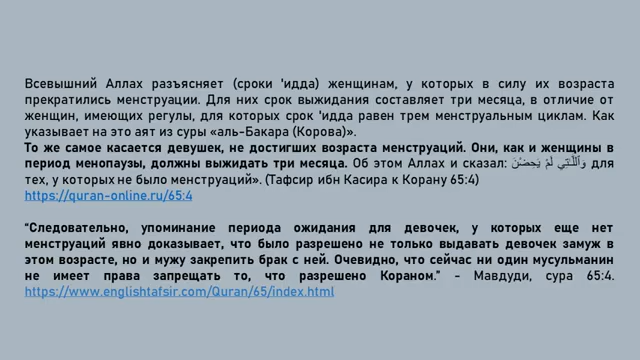 Всевышний Аллах разъясняет (сроки 'идда) женщинам, у которых в силу их возраста
прекратились менструации. Для них срок выжидания составляет три месяца, в отличие от
женщин, имеющих регулы, для которых срок 'идда равен трем менструальным циклам. Как
указывает на это аят из суры «аль-Бакара (Корова)».
То же самое касается девушек, не достигших возраста менструаций. Они, как и женщины в
период менопаузы, должны выжидать три месяца. Об этом Аллах и сказал: وَٱللَّـٰٓئِي لَمْ يَحِضْنَ для
тех, у которых не было менструаций». (Тафсир ибн Касира к Корану 65:4)
https://quran-online.ru/65:4
“Следовательно, упоминание периода ожидания для девочек, у которых еще нет
менструаций явно доказывает, что было разрешено не только выдавать девочек замуж в
этом возрасте, но и мужу закрепить брак с ней. Очевидно, что сейчас ни один мусульманин
не имеет права запрещать то, что разрешено Кораном.” - Мавдуди, сура 65:4.
https://www.englishtafsir.com/Quran/65/index.html